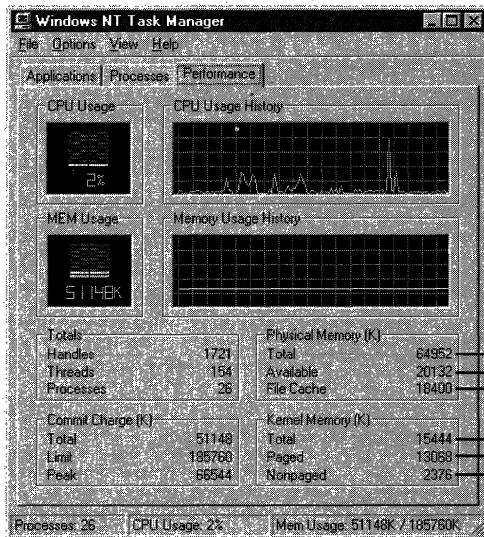 Windows NT Task Manager
File Options View Help
Applications Processes Performance
CPU Usage CPU Usage History
2%
MEM Usage Memory Usage History
51148K
Totals
Handles 1721
Threads 154
Processes 26
Physical Memory (K)
Total 64952
Available 20132
File Cache 18400
Commit Charge (K)
Total 51148
Limit 185760
Peak 66544
Kernel Memory (K)
Total 15444
Paged 13068
Nonpaged 2376
Processes: 26 CPU Usage: 2% Mem Usage: 51148K / 185760K